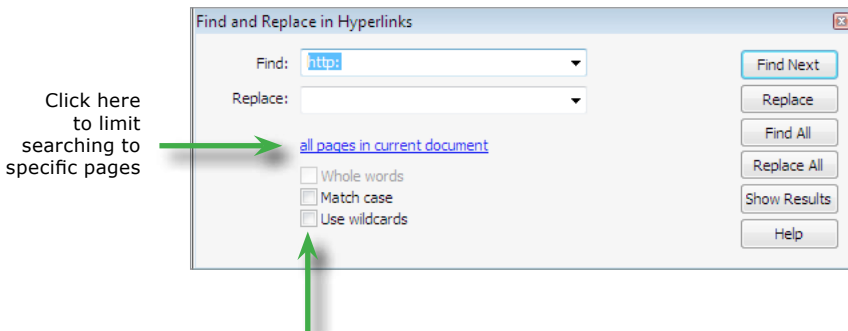 Find and Replace in Hyperlinks
Find: http:
Find Next
Replace:
Replace
Click here
to limit
searching to
specific pages
all pages in current document
Find All
Whole words
Replace All
Match case
Show Results
Use wildcards
Help